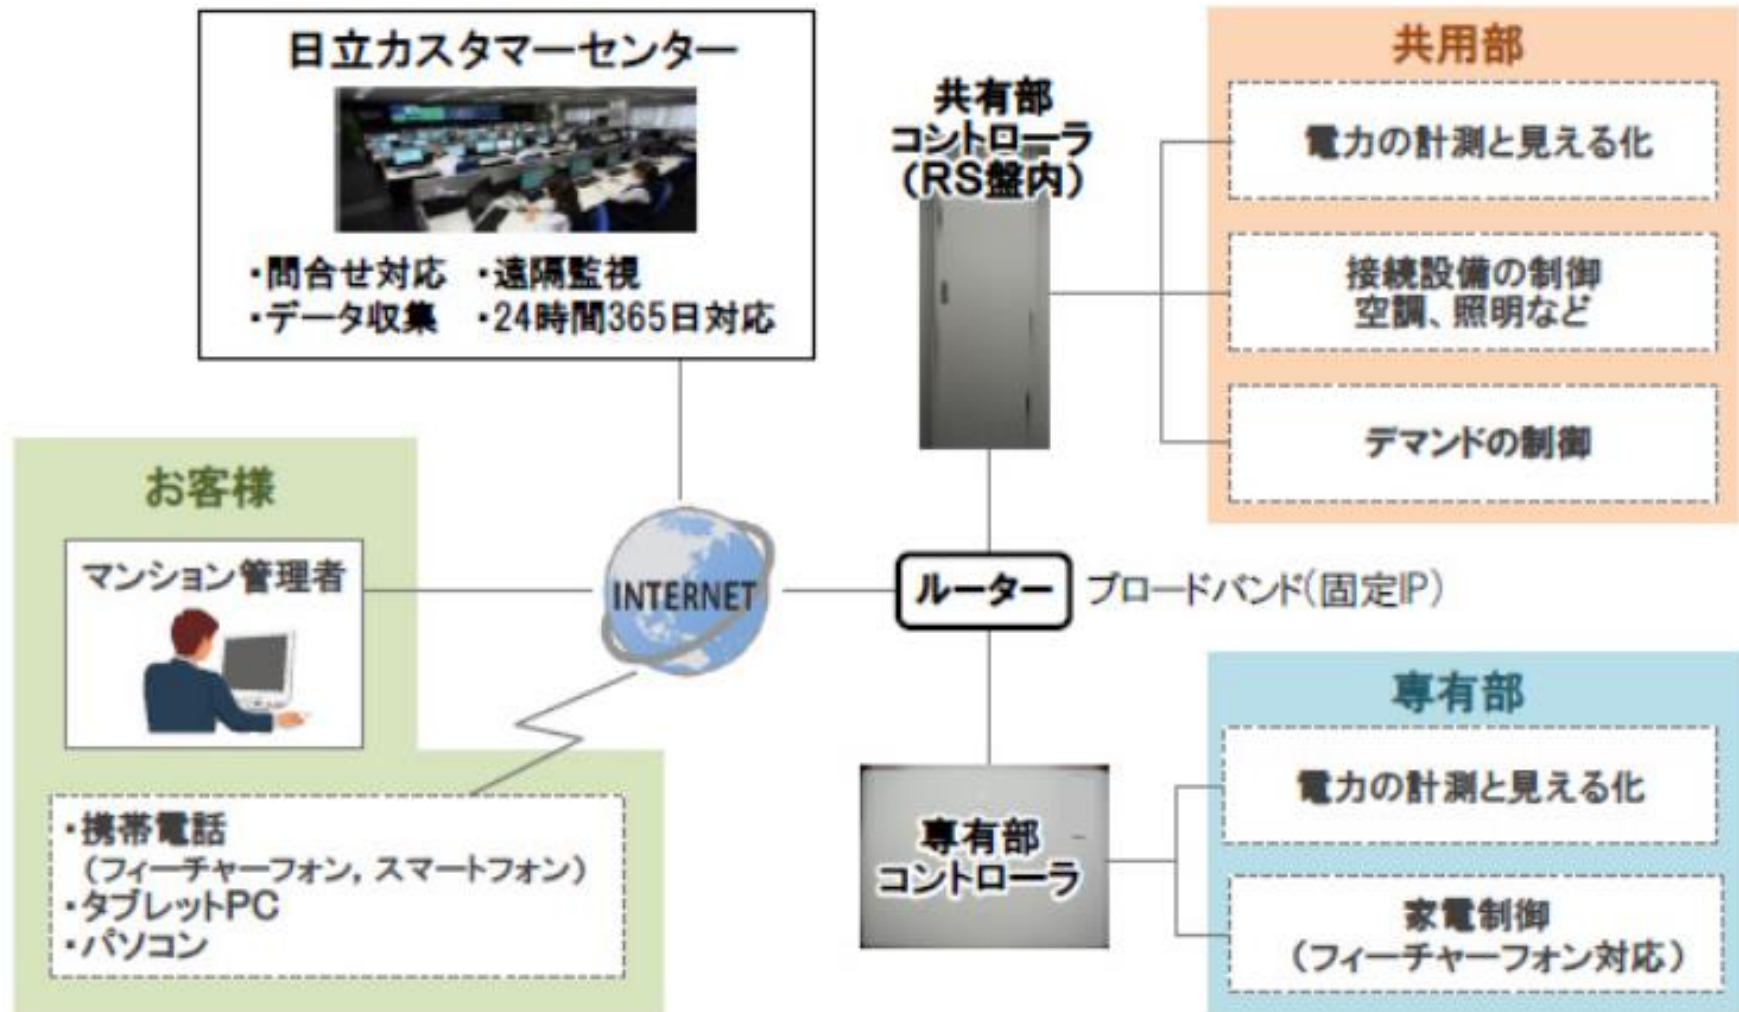 日立カスタマーセンター
・問合せ対応 ・遠隔監視
・データ収集 ・24時間365日対応
お客様
マンション管理者
・携帯電話
(フィーチャーフォン, スマートフォン)
・タブレットPC
・パソコン
INTERNET
共有部
コントローラ
(RS盤内)
ルーター
ブロードバンド(固定IP)
専有部
コントローラ
共用部
電力の計測と見える化
接続設備の制御
空調、照明など
デマンドの制御
専有部
電力の計測と見える化
家電制御
(フィーチャーフォン対応)